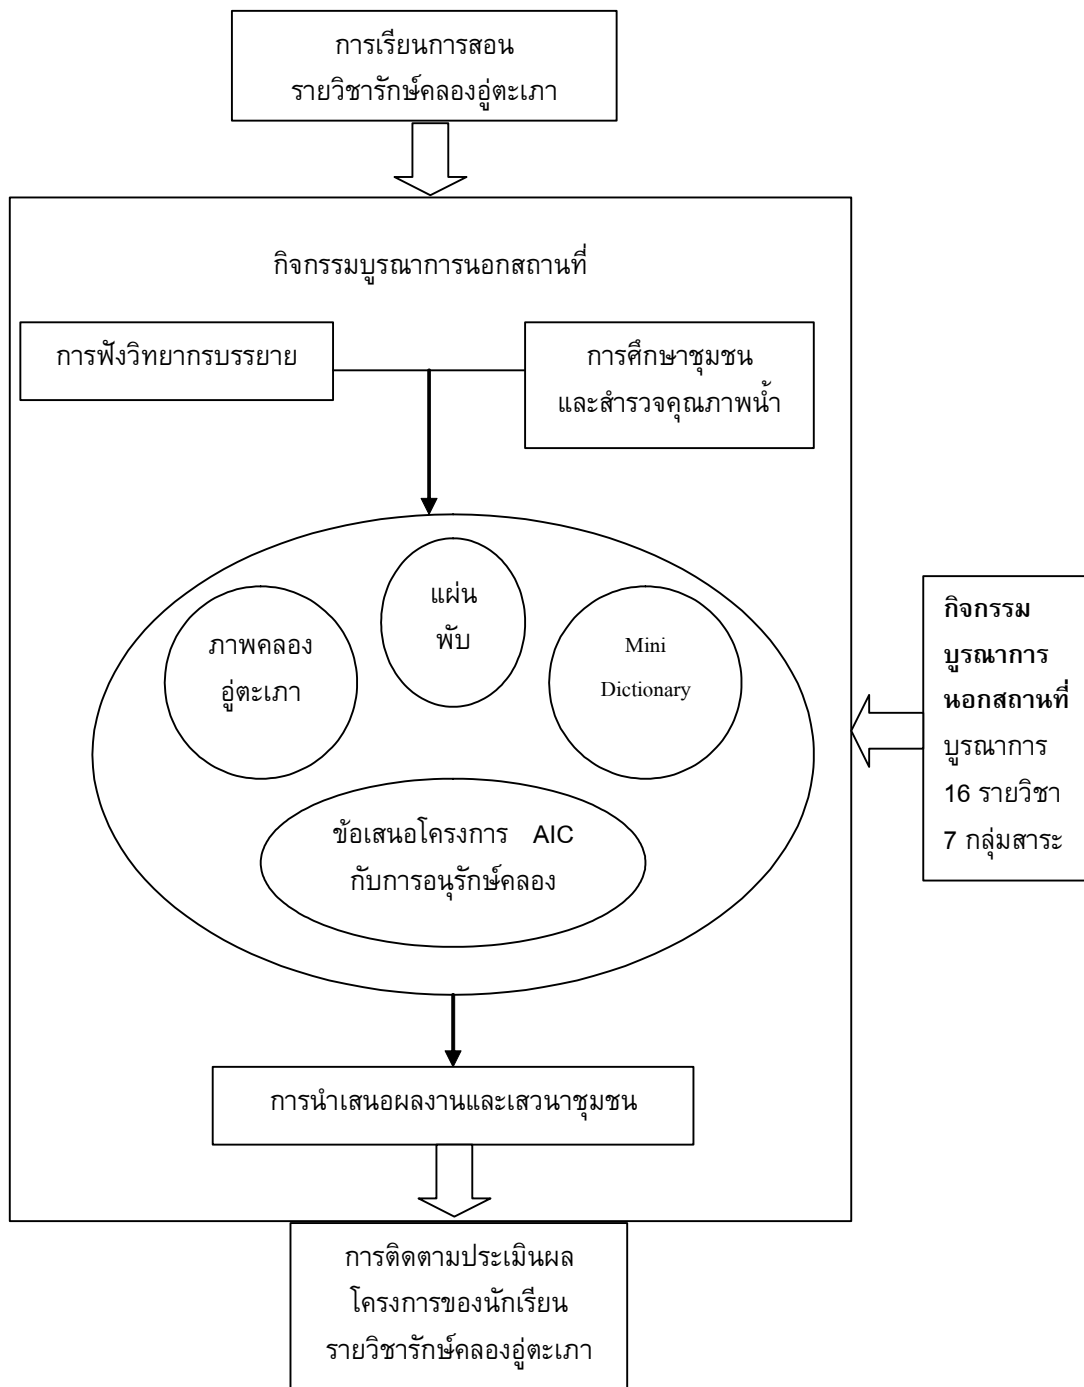 การเรียนการสอน
รายวิชารักษ์คลองอู่ตะเภา
กิจกรรมบูรณาการนอกสถานที่
การฟังวิทยากรบรรยาย
การศึกษาชุมชน
และสำรวจคุณภาพน้ำ
แผ่น
พับ
ภาพคลอง
อู่ตะเภา
Mini
Dictionary
ข้อเสนอโครงการ AIC
กับการอนุรักษ์คลอง
กิจกรรม
บูรณาการ
นอกสถานที่
บูรณาการ
16 รายวิชา
7 กลุ่มสาระ
การนำเสนอผลงานและเสวนาชุมชน
การติดตามประเมินผล
โครงการของนักเรียน
รายวิชารักษ์คลองอู่ตะเภา